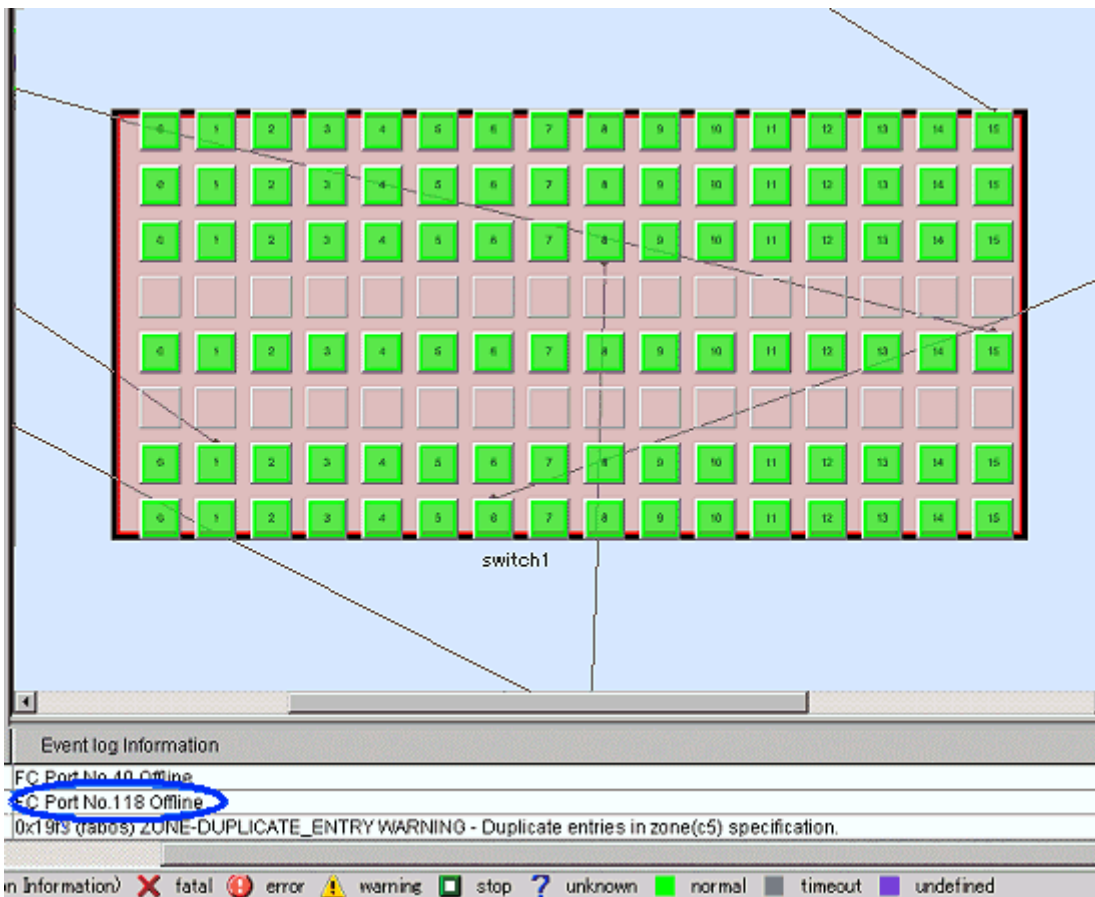 0 1 2 3 4 5 6 7 8 9 10 11 12 13 14 15
0 1 2 3 4 5 6 7 8 9 10 11 12 13 14 15
0 1 2 3 4 5 6 7 8 9 10 11 12 13 14 15
0 1 2 3 4 5 6 7 8 9 10 11 12 13 14 15
0 1 2 3 4 5 6 7 8 9 10 11 12 13 14 15
0 1 2 3 4 5 6 7 8 9 10 11 12 13 14 15
switch1
Event log Information
FC Port No.40 Offline
FC Port No.118 Offline
0x19f3 (fabos) ZONE-DUPLICATE_ENTRY WARNING - Duplicate entries in zone(c5) specification.
on Information) fatal error warning stop ? unknown normal timeout undefined